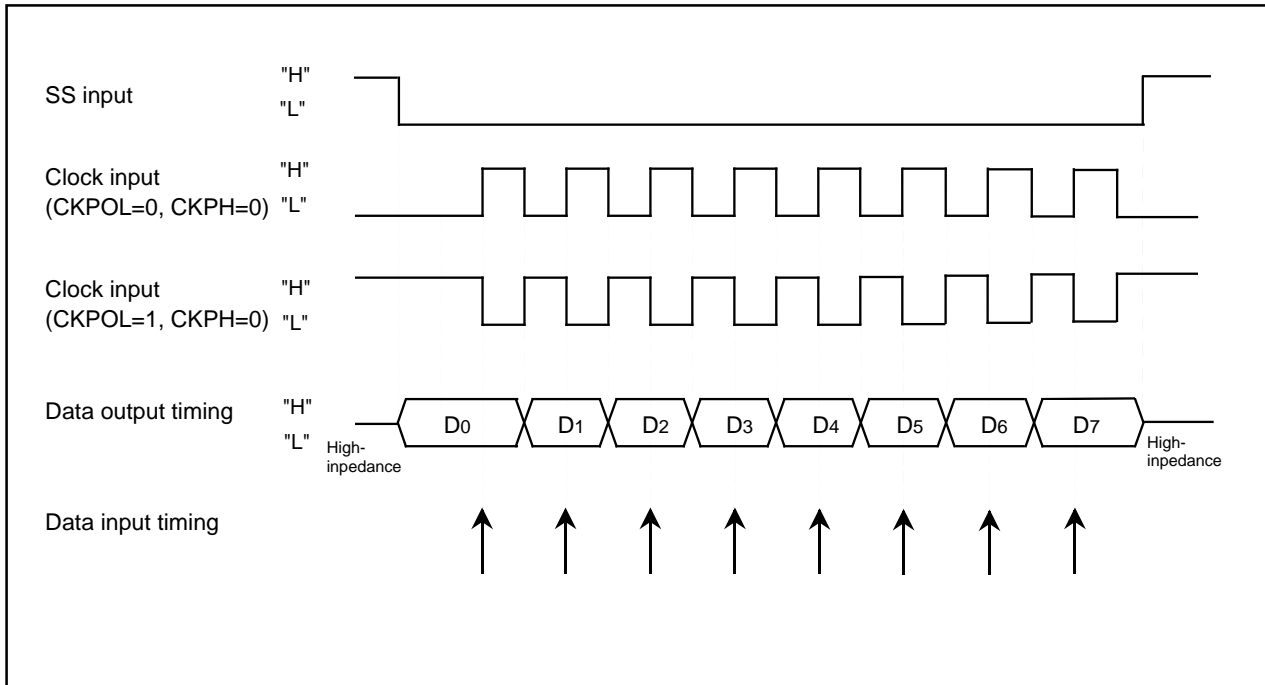 SS input "H"
"L"
Clock input "H"
(CKPOL=0, CKPH=0) "L"
Clock input "H"
(CKPOL=1, CKPH=0) "L"
Data output timing "H"
"L"
High-
inpedance
D0 D1 D2 D3 D4 D5 D6 D7
High-
inpedance
Data input timing